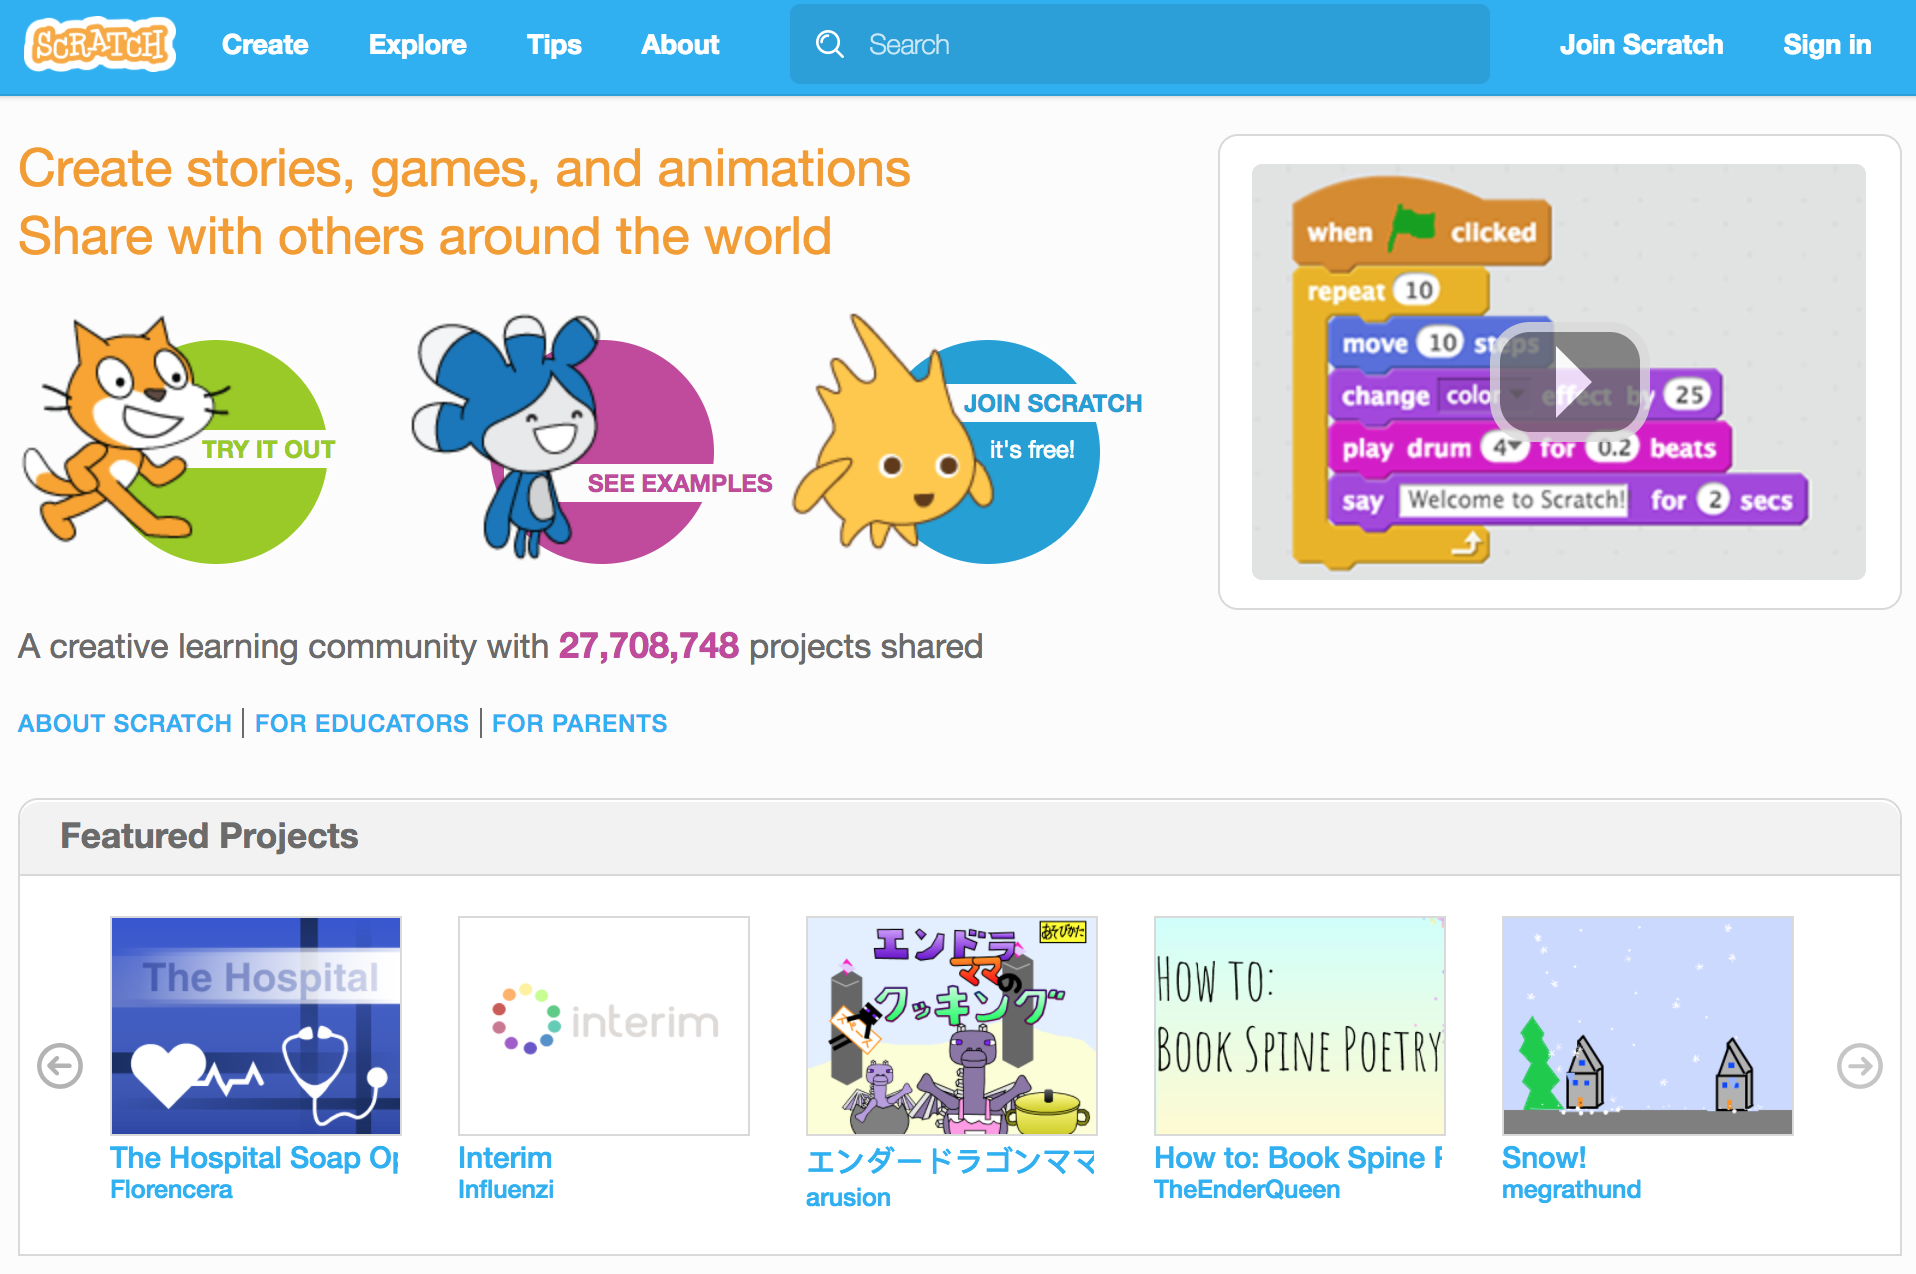 SCRATCH
Create Explore Tips About Search Join Scratch Sign in
Create stories, games, and animations
Share with others around the world
TRY IT OUT
SEE EXAMPLES
JOIN SCRATCH
it's free!
when clicked
repeat 10
move 10 steps
change color effect by 25
play drum 4 for 0.2 beats
say Welcome to Scratch! for 2 secs
A creative learning community with 27,708,748 projects shared
ABOUT SCRATCH | FOR EDUCATORS | FOR PARENTS
Featured Projects
The Hospital
interim
あそびかた
エンドラ
ママの
クッキング
HOW TO:
BOOK SPINE POETRY
The Hospital Soap Op
Florencera
Interim
Influenzi
エンダードラゴンママ
arusion
How to: Book Spine P
TheEnderQueen
Snow!
megrathund